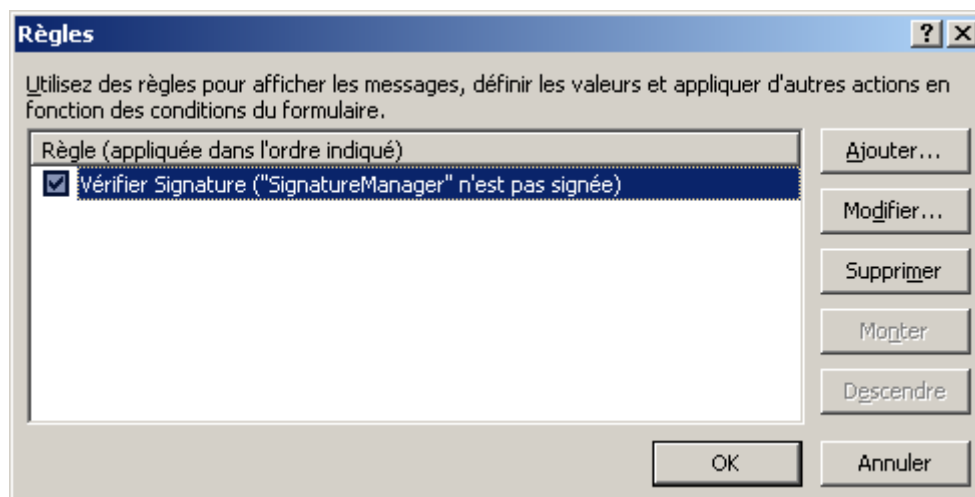 Règles
Utilisez des règles pour afficher les messages, définir les valeurs et appliquer d'autres actions en
fonction des conditions du formulaire.
Règle (appliquée dans l'ordre indiqué)
Vérifier Signature ("SignatureManager" n'est pas signée)
Ajouter...
Modifier...
Supprimer
Monter
Descendre
OK
Annuler